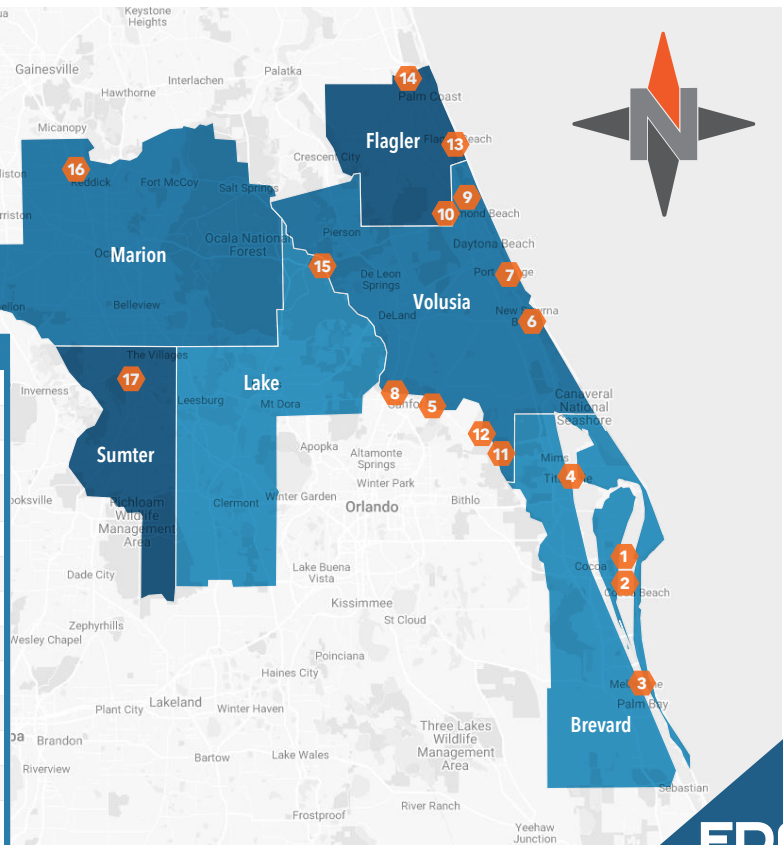 Keystone
Heights
Gainesville
Palatka
Interlachen
Hawthorne
14
Palm Coast
Micanopy
Flagler
13
Crescent City
16
Reddick
Fort McCoy
Salt Springs
9
10
Pierson
Ocala National
Forest
Daytona Beach
Marion
15
De Leon
Springs
7
Volusia
Belleview
DeLand
6
The Villages
17
Lake
Inverness
Leesburg
Mt Dora
8
5
Canaveral
National
Seashore
12
11
Apopka
Altamonte
Springs
Sumter
Mims
4
Winter Park
Richloam
Wildlife
Management
Area
Clermont
Winter Garden
Orlando
Bithlo
1
Cocoa
2
Dade City
Lake Buena
Vista
Kissimmee
St Cloud
Zephyrhills
Wesley Chapel
Poinciana
Haines City
3
Palm Bay
Plant City
Lakeland
Winter Haven
Brevard
Three Lakes
Wildlife
Management
Area
Brandon
Bartow
Lake Wales
Riverview
Sebastian
River Ranch
Frostproof
Yeehaw
Junction
N